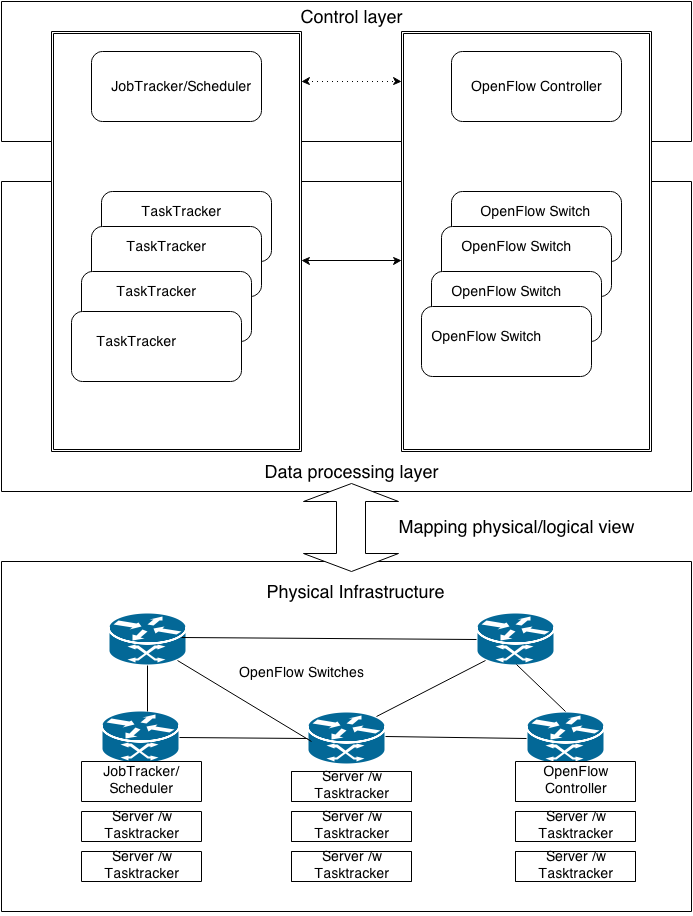 Control layer
JobTracker/Scheduler
OpenFlow Controller
TaskTracker
TaskTracker
TaskTracker
TaskTracker
OpenFlow Switch
OpenFlow Switch
OpenFlow Switch
OpenFlow Switch
Data processing layer
Mapping physical/logical view
Physical Infrastructure
OpenFlow Switches
JobTracker/
Scheduler
Server /w
Tasktracker
Server /w
Tasktracker
Server /w
Tasktracker
Server /w
Tasktracker
Server /w
Tasktracker
OpenFlow
Controller
Server /w
Tasktracker
Server /w
Tasktracker